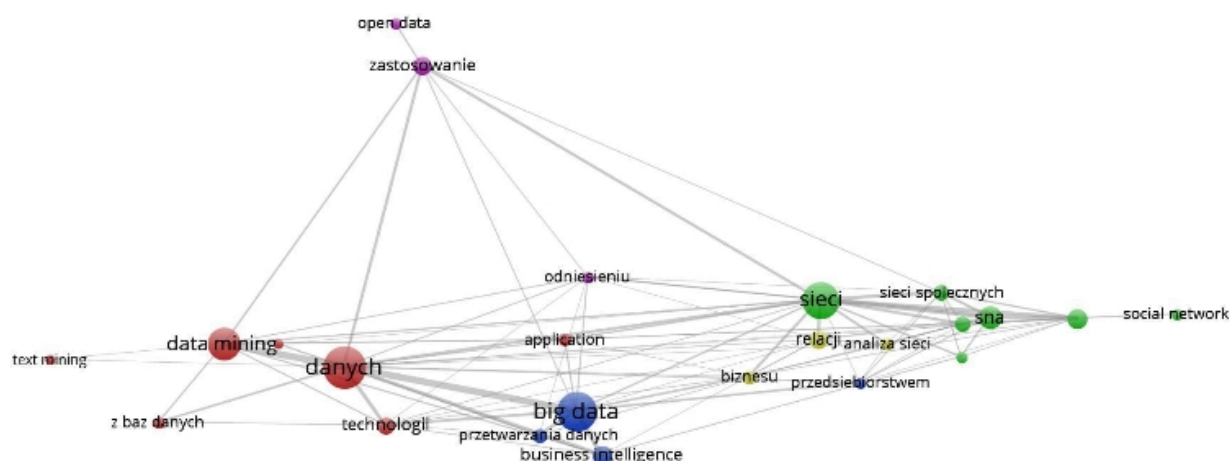 open data
zastosowanie
odniesieniu
sieci
sieci społecznych
sna
social network
data mining
application
relacji
analiza sieci
text mining
danych
biznesu
przedsiebiorstwem
big data
z baz danych
technologii
przetwarzania danych
business intelligence